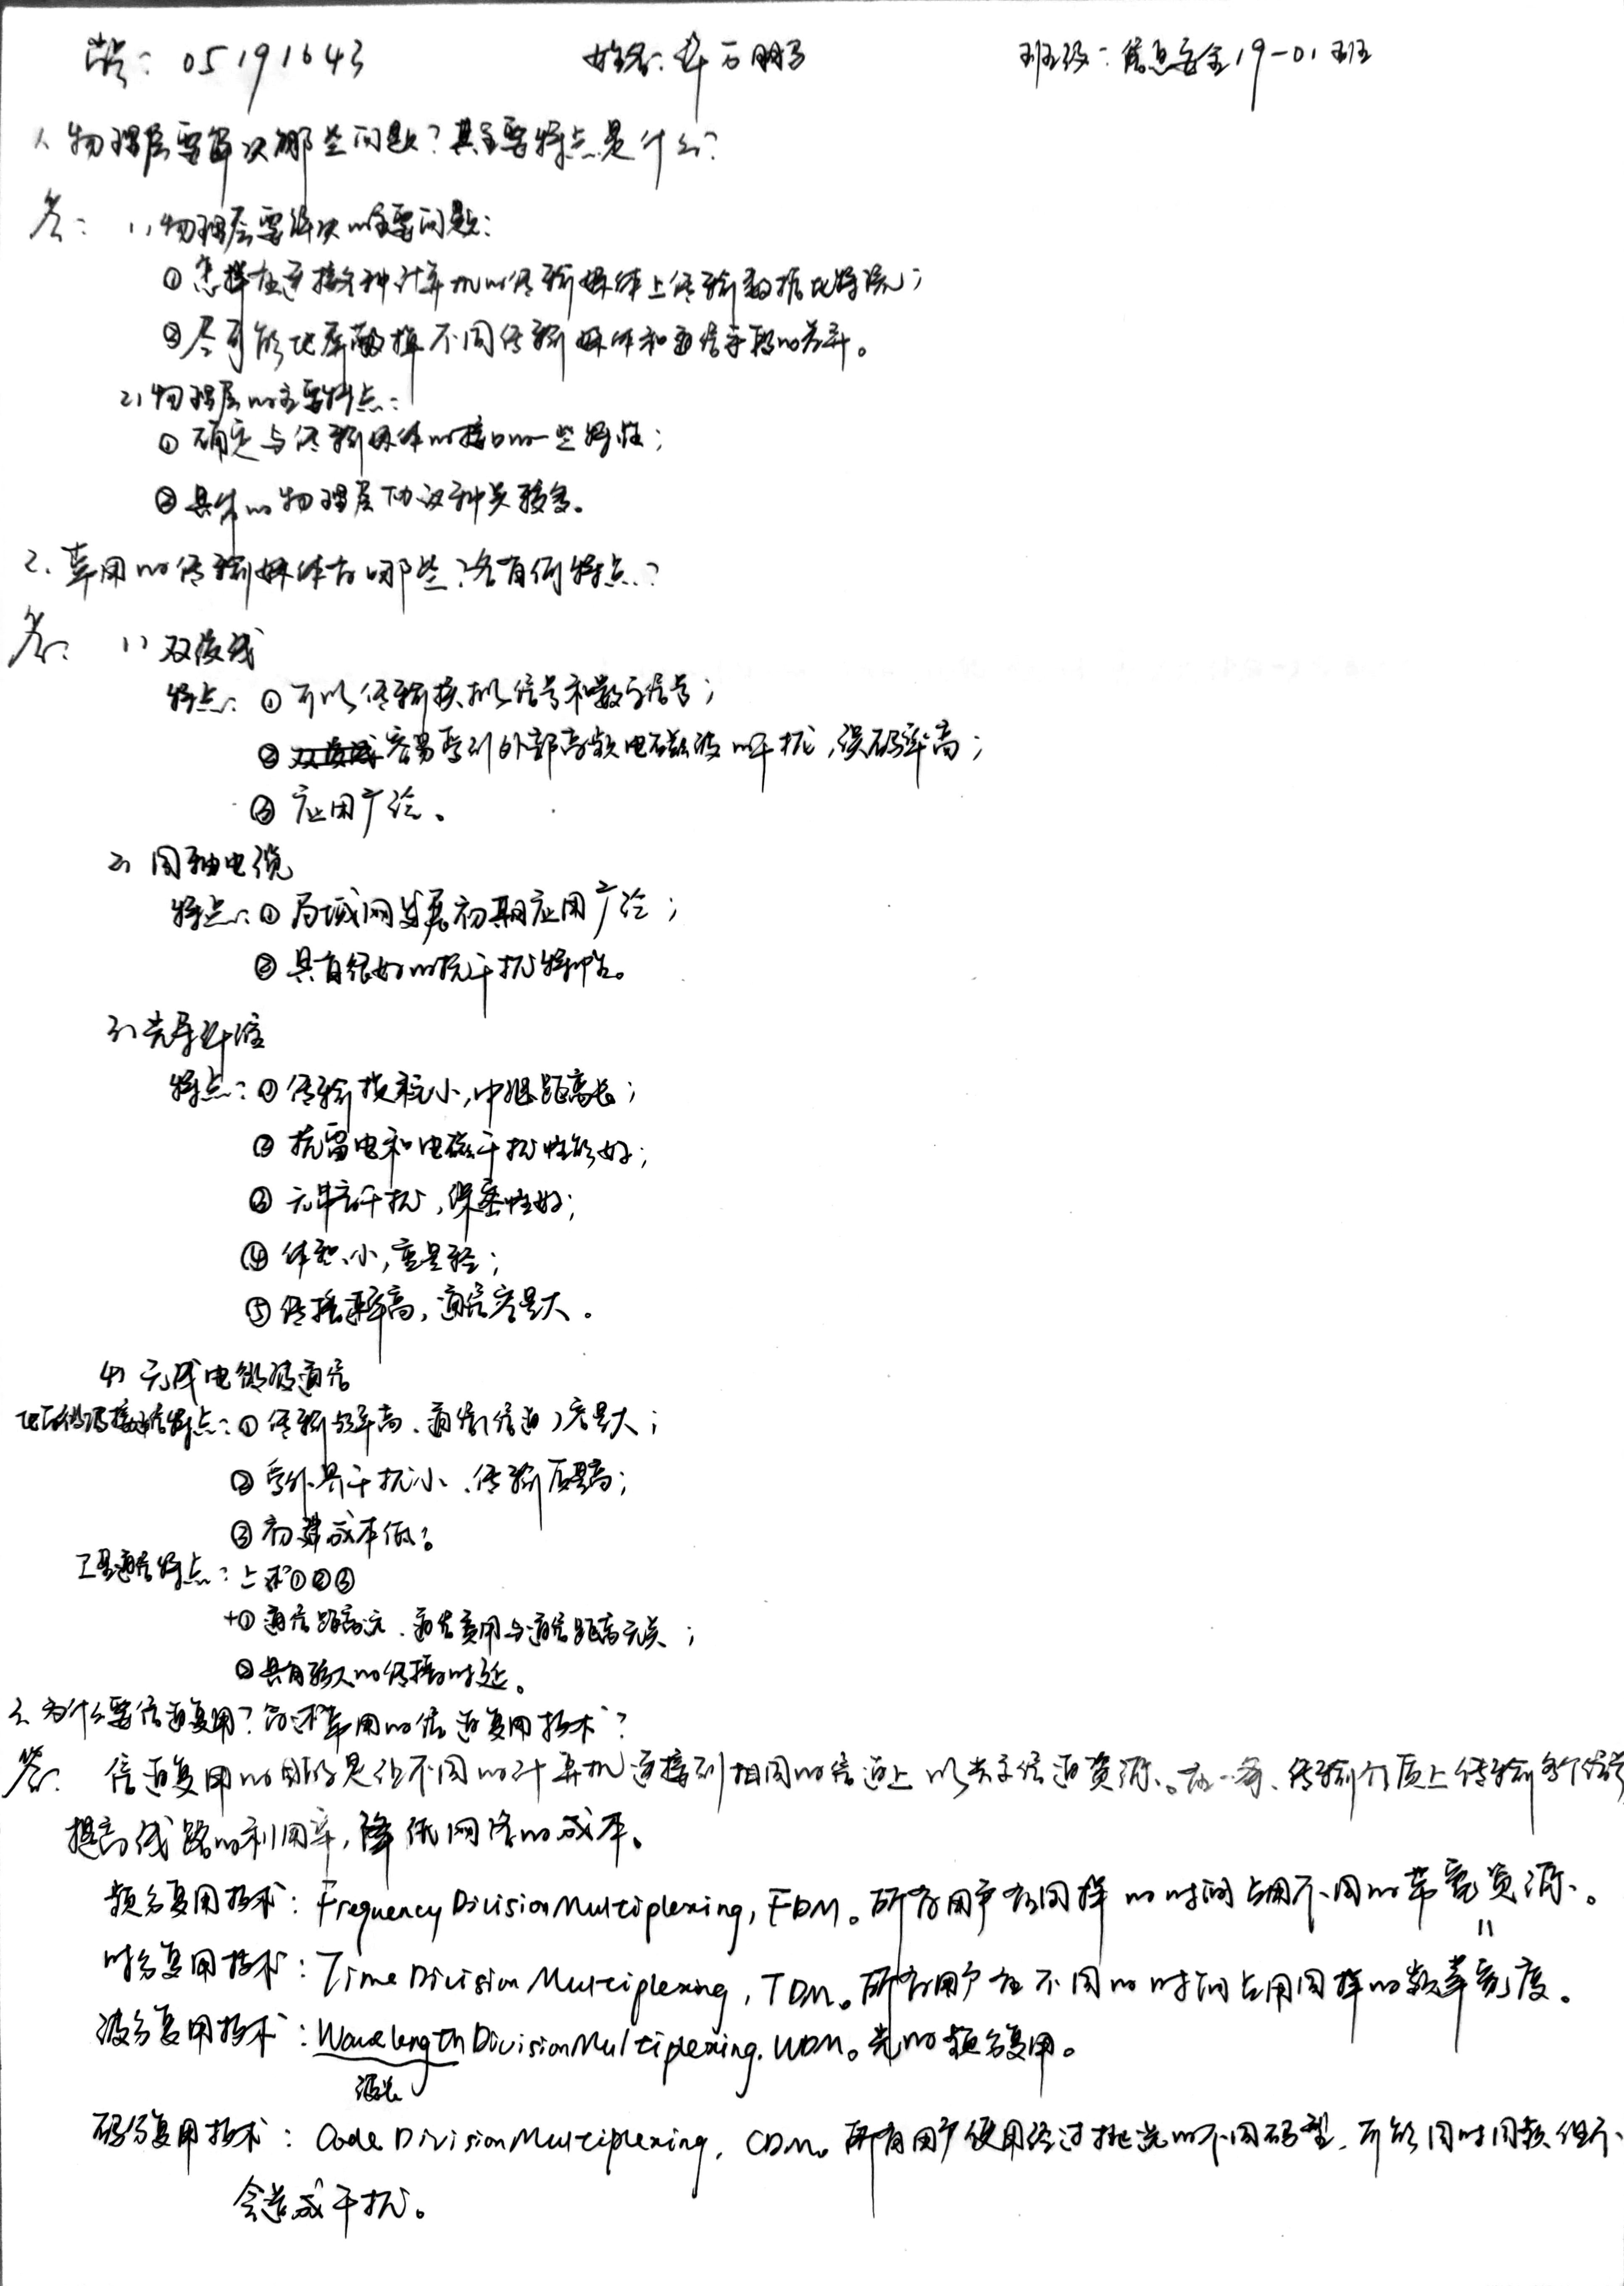 学号：05191643 姓名：李万鹏 班级：信息安全19-01班
1、物理层要解决哪些问题？其主要特点是什么？
答：1）物理层要解决的主要问题：
① 怎样在连接各种计算机的传输媒体上传输数据比特流；
② 尽可能地屏蔽掉不同传输媒体和通信手段的差异。
2）物理层的主要特点：
① 确定与传输媒体的接口的一些特性；
② 具体的物理层协议种类较多。
2、常用的传输媒体有哪些？各有何特点？
答：1）双绞线
特点：① 可以传输模拟信号和数字信号；
② 容易受到外部高频电磁波的干扰，误码率高；
③ 应用广泛。
2）同轴电缆
特点：① 局域网发展初期应用广泛；
② 具有很好的抗干扰特性。
3）光导纤维
特点：① 传输损耗小，中继距离长；
② 抗雷电和电磁干扰性能好；
③ 无串音干扰，保密性好；
④ 体积小，重量轻；
⑤ 传播速率高，通信容量大。
4）无线电微波通信
地面微波接力通信特点：① 传输频率高、通信（信道）容量大；
② 受外界干扰小、传输质量高；
③ 初建成本低。
卫星通信特点：上述①②③
+① 通信距离远、通信费用与通信距离无关；
② 具有较大的传播时延。
3、为什么要信道复用？简述常用的信道复用技术？
答：信道复用的目的是让不同的计算机连接到相同的信道上以共享信道资源。在一条传输介质上传输多个信号
提高线路的利用率，降低网络的成本。
频分复用技术：Frequency Division Multiplexing，FDM。所有用户在同样的时间占用不同的带宽资源。
时分复用技术：Time Division Multiplexing，TDM。所有用户在不同的时间占用同样的频率宽度。
波分复用技术：Wavelength Division Multiplexing，WDM。光的频分复用。
波长
码分复用技术：Code Division Multiplexing，CDM。所有用户使用经过挑选的不同码型，可能同时同频但不
会造成干扰。